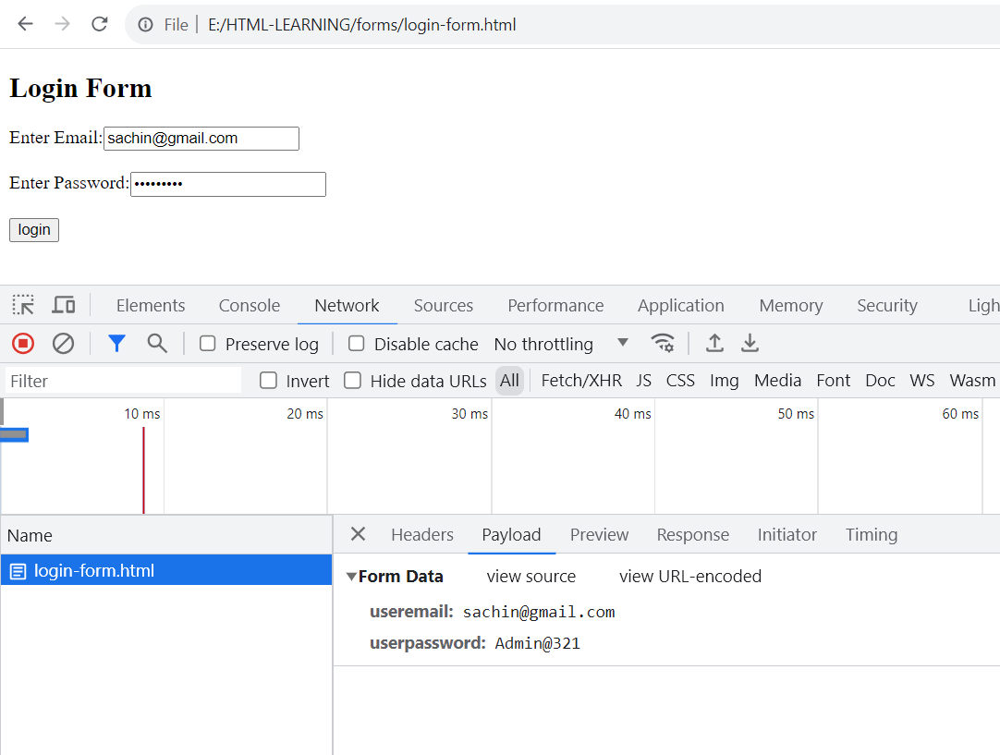 File | E:/HTML-LEARNING/forms/login-form.html
Login Form
Enter Email: sachin@gmail.com
Enter Password: •••••••••
login
Elements Console Network Sources Performance Application Memory Security Ligh
Preserve log Disable cache No throttling
Filter Invert Hide data URLs All Fetch/XHR JS CSS Img Media Font Doc WS Wasm
10 ms 20 ms 30 ms 40 ms 50 ms 60 ms
Name Headers Payload Preview Response Initiator Timing
login-form.html
Form Data view source view URL-encoded
useremail: sachin@gmail.com
userpassword: Admin@321